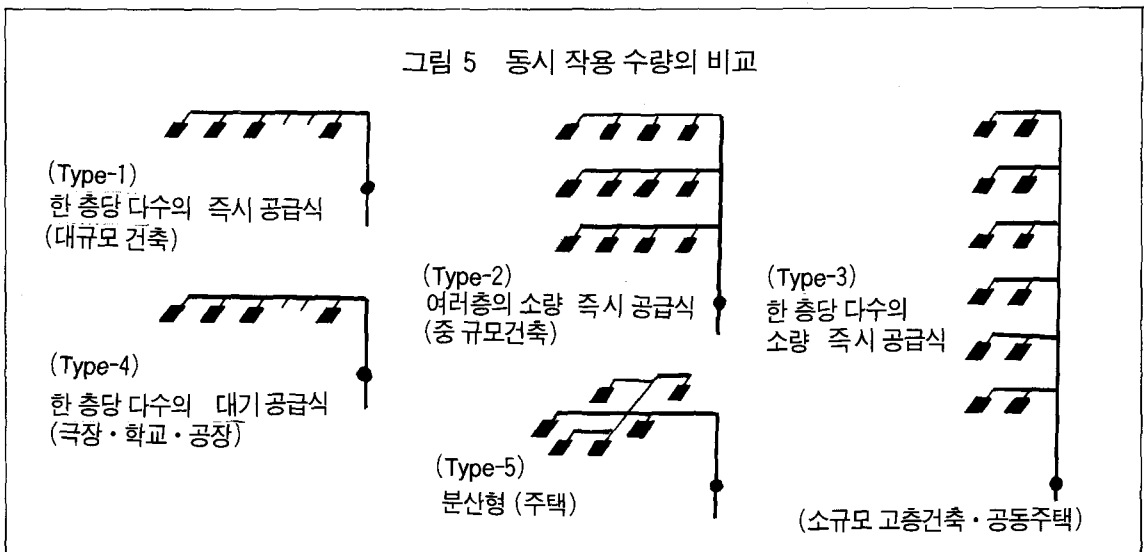 그림 5 동시 작용 수량의 비교
(Type-1)
한 층당 다수의 즉시 공급식
(대규모 건축)
(Type-4)
한 층당 다수의 대기 공급식
(극장・학교・공장)
(Type-2)
여러층의 소량 즉시 공급식
(중 규모건축)
(Type-5)
분산형 (주택)
(Type-3)
한 층당 다수의
소량 즉시 공급식
(소규모 고층건축・공동주택)